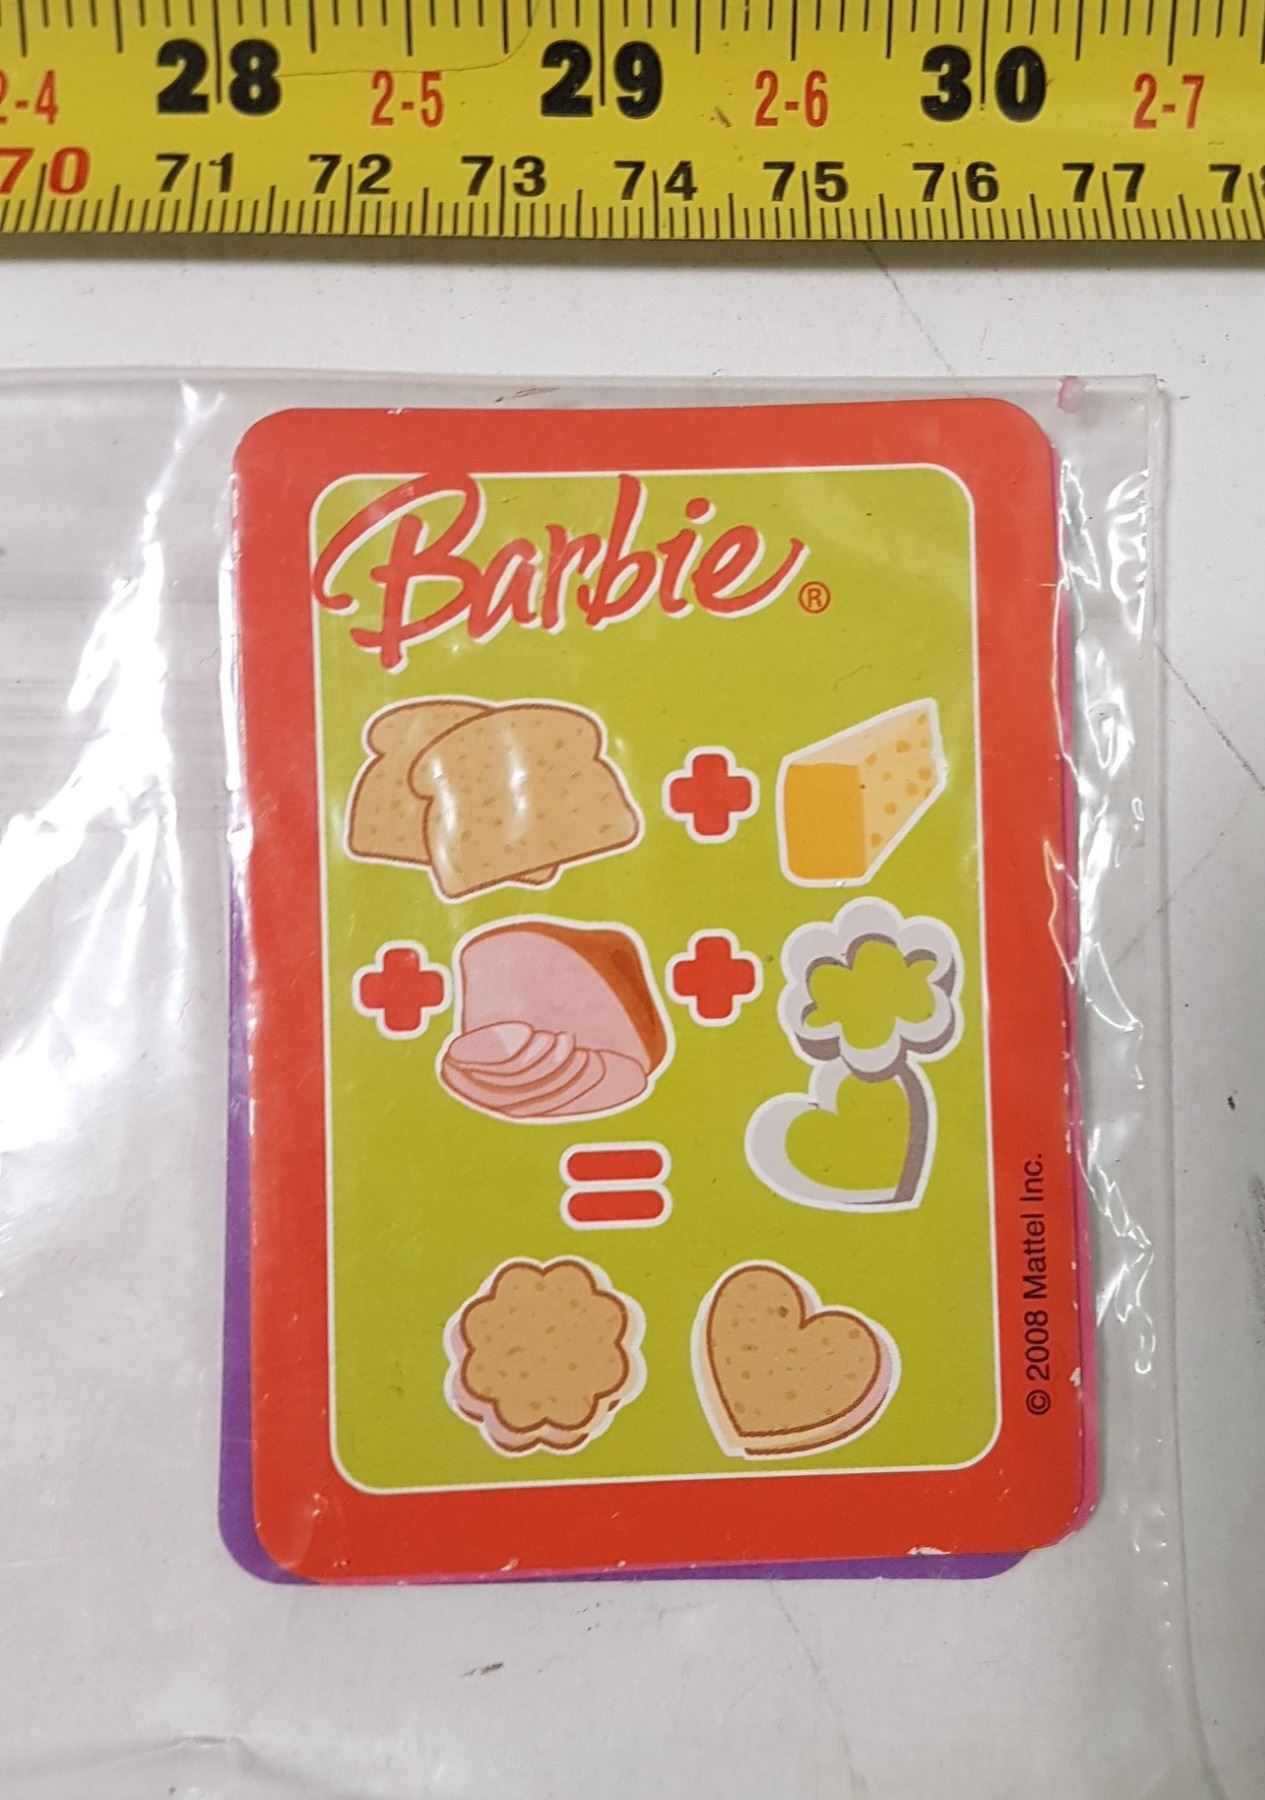 2-4 28 2-5 29 2-6 30 2-7
70 71 72 73 74 75 76 77
Barbie®
+
+ +
=
© 2008 Mattel Inc.